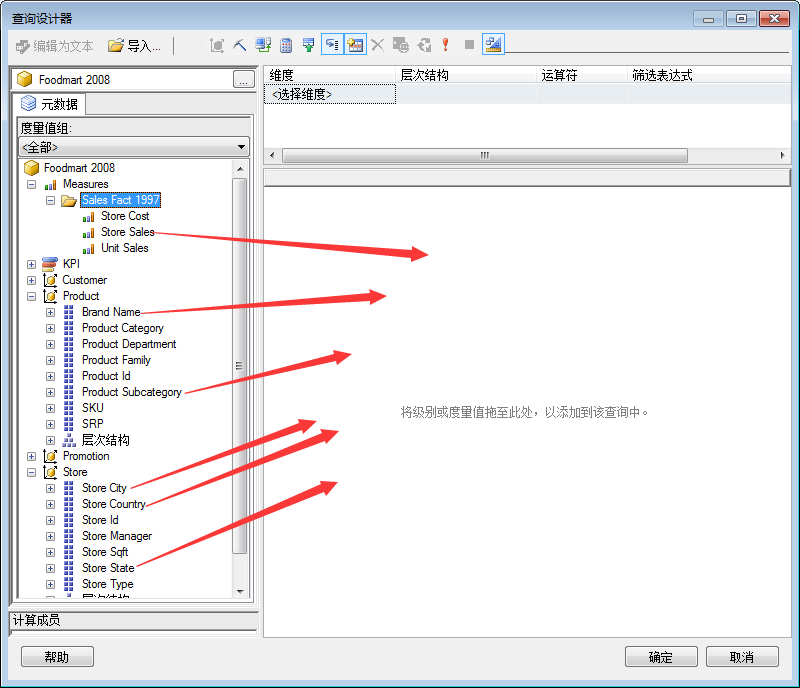 查询设计器
编辑为文本
导入...
Foodmart 2008
...
元数据
度量值组:
<全部>
Foodmart 2008
Measures
Sales Fact 1997
Store Cost
Store Sales
Unit Sales
KPI
Customer
Product
Brand Name
Product Category
Product Department
Product Family
Product Id
Product Subcategory
SKU
SRP
层次结构
Promotion
Store
Store City
Store Country
Store Id
Store Manager
Store Sqft
Store State
Store Type
层次结构
计算成员
维度 层次结构 运算符 筛选表达式
<选择维度>
将级别或度量值拖至此处，以添加到该查询中。
帮助 确定 取消